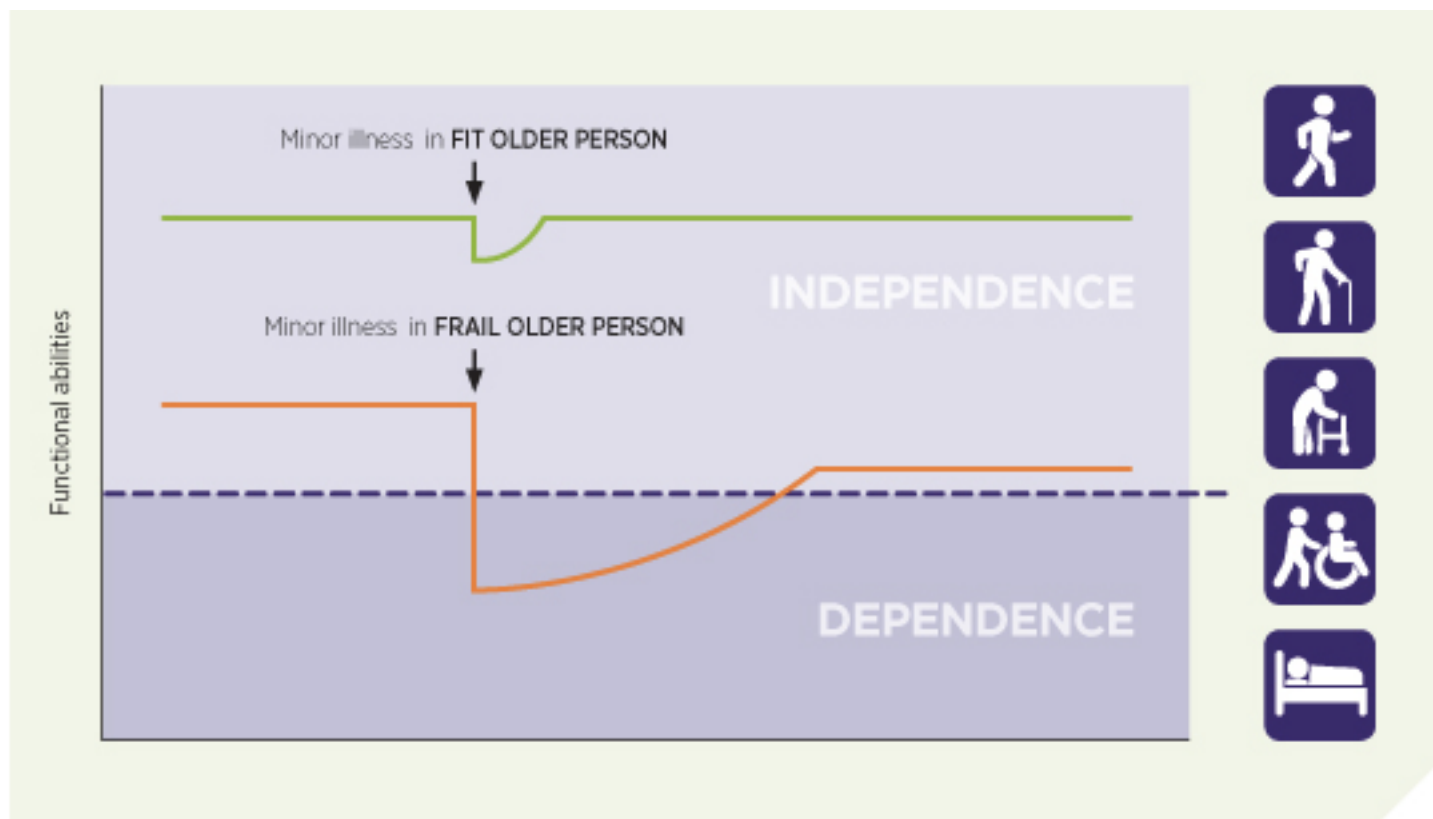 Minor illness in FIT OLDER PERSON
INDEPENDENCE
Minor illness in FRAIL OLDER PERSON
Functional abilities
DEPENDENCE